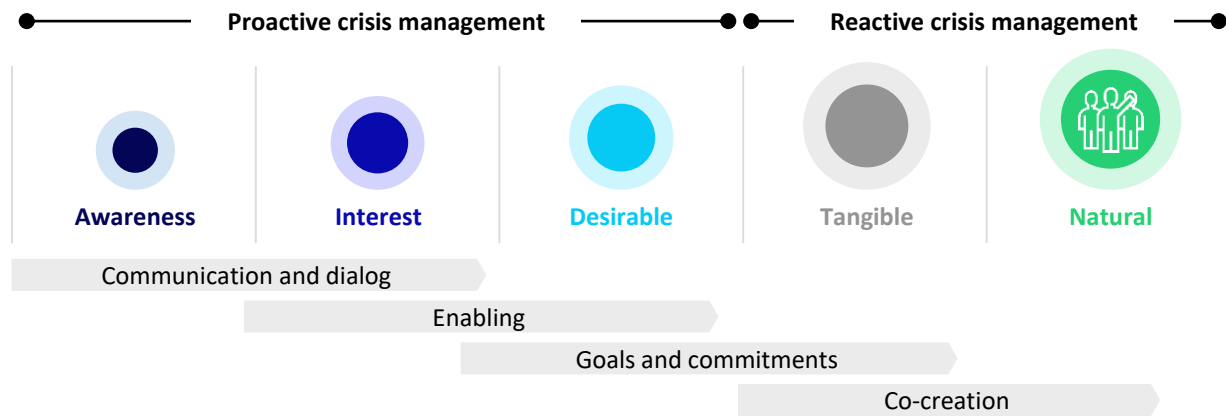 Proactive crisis management
Reactive crisis management
Awareness
Interest
Desirable
Tangible
Natural
Communication and dialog
Enabling
Goals and commitments
Co-creation